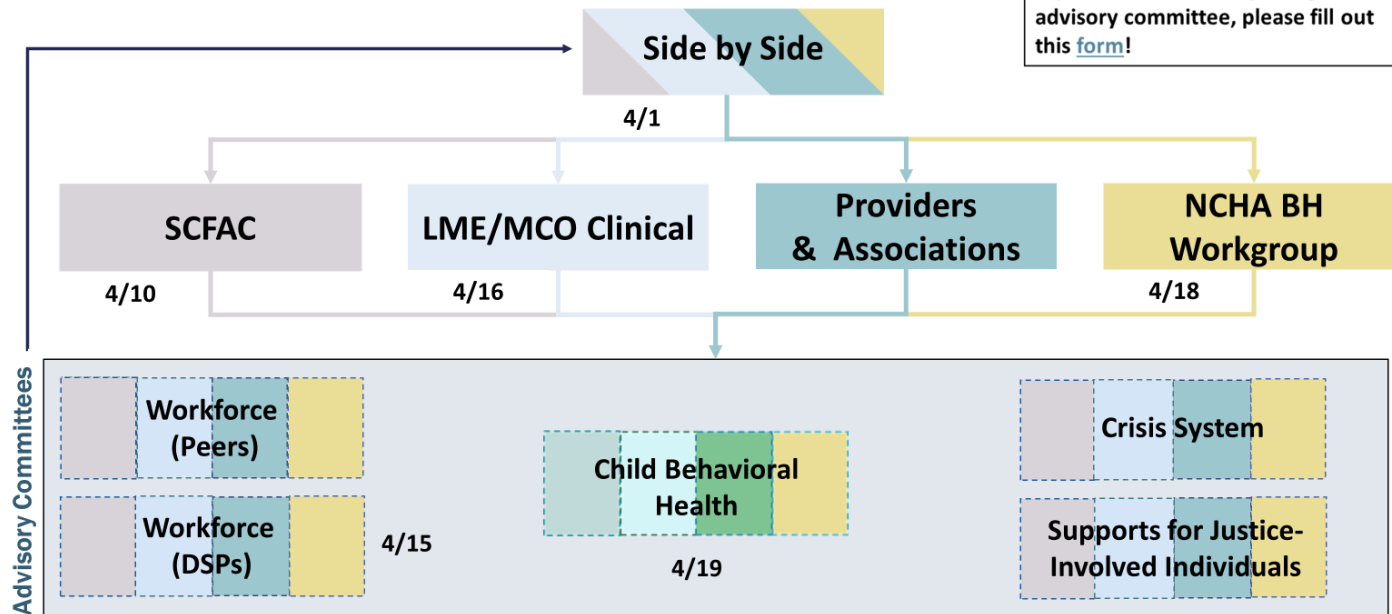 advisory committee, please fill out
this form!
Side by Side
4/1
SCFAC
LME/MCO Clinical
Providers
& Associations
NCHA BH
Workgroup
4/10
4/16
4/18
Advisory Committees
Workforce
(Peers)
Workforce
(DSPs)
4/15
Child Behavioral
Health
4/19
Crisis System
Supports for Justice-
Involved Individuals